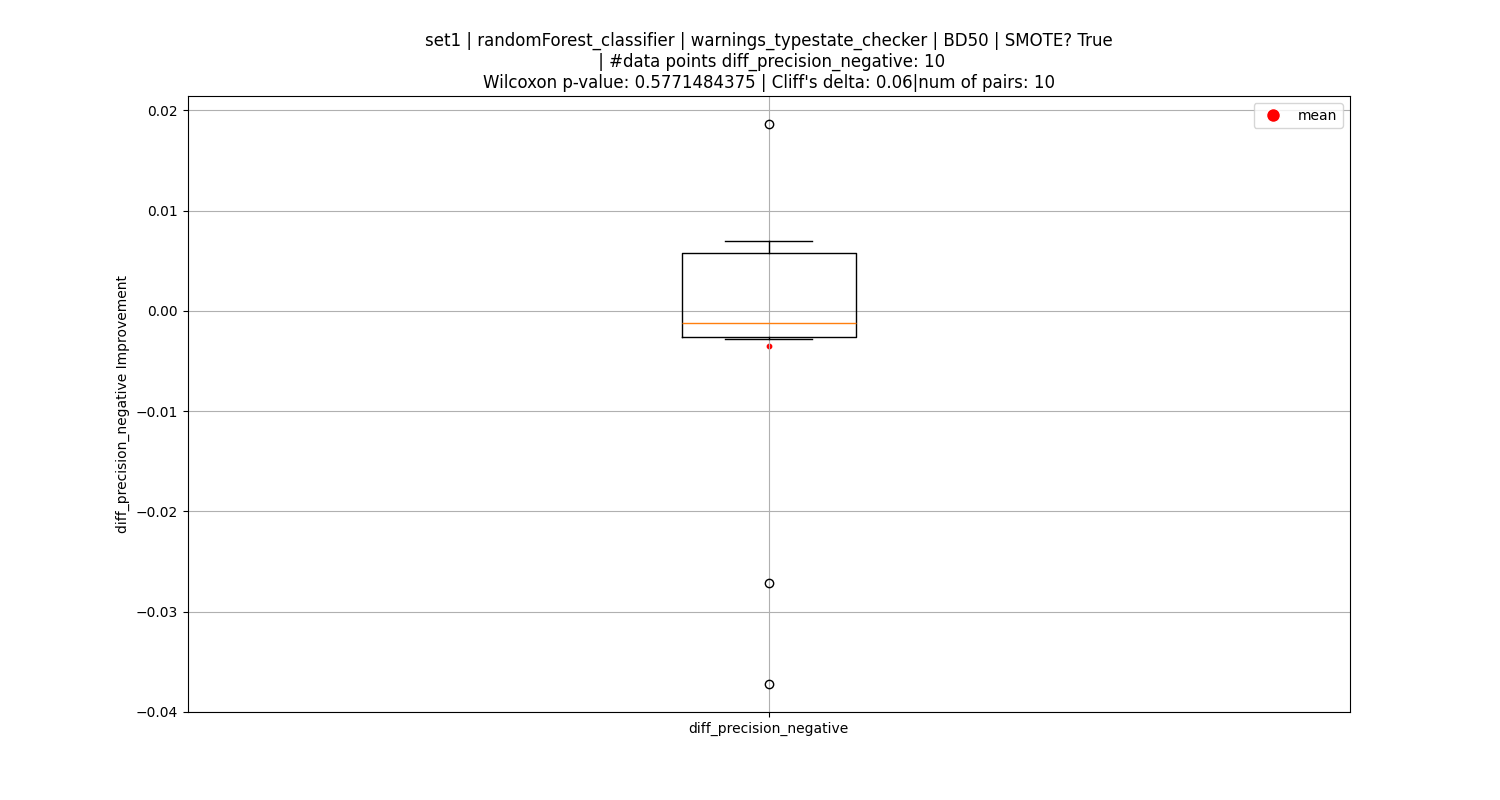 set1 | randomForest_classifier | warnings_typestate_checker | BD50 | SMOTE? True
| #data points diff_precision_negative: 10
Wilcoxon p-value: 0.5771484375 | Cliff's delta: 0.06|num of pairs: 10
mean
0.02
0.01
0.00
−0.01
−0.02
−0.03
−0.04
diff_precision_negative Improvement
diff_precision_negative